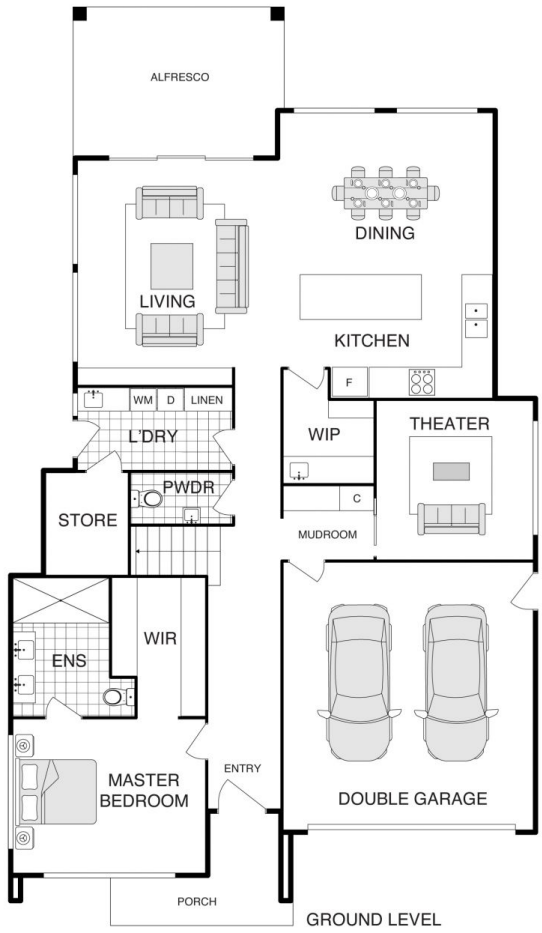 ALFRESCO
DINING
LIVING
KITCHEN
F
WM D LINEN
L'DRY
WIP
THEATER
PWDR
C
STORE
MUDROOM
WIR
ENS
ENTRY
MASTER
BEDROOM
DOUBLE GARAGE
PORCH
GROUND LEVEL